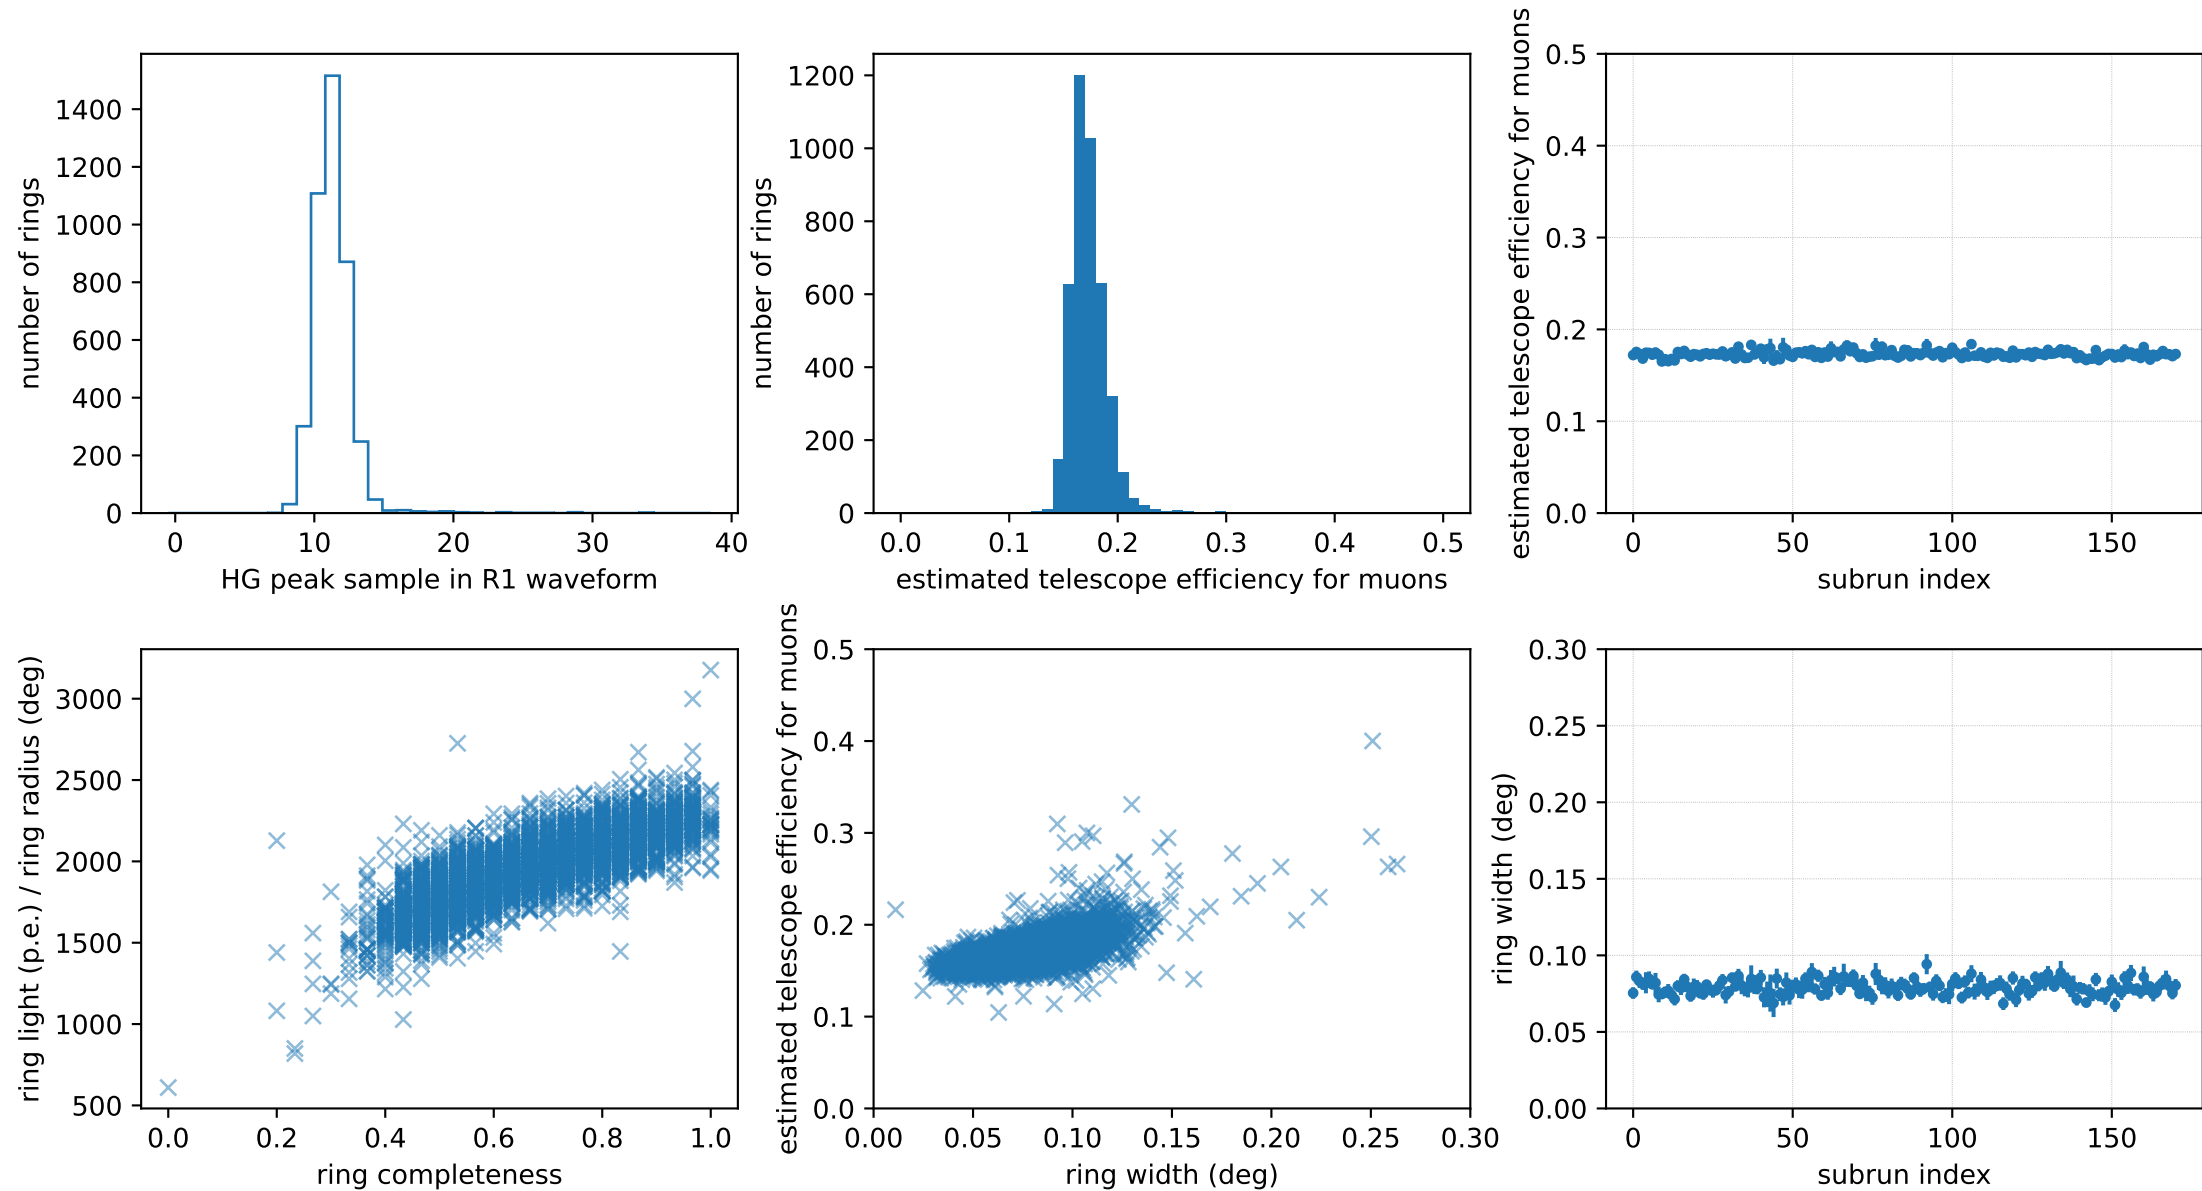 number of rings
1400
1200
1000
800
600
400
200
0
0 10 20 30 40
HG peak sample in R1 waveform
number of rings
1200
1000
800
600
400
200
0
0.0 0.1 0.2 0.3 0.4 0.5
estimated telescope efficiency for muons
estimated telescope efficiency for muons
0.5
0.4
0.3
0.2
0.1
0.0
0 50 100 150
subrun index
ring light (p.e.) / ring radius (deg)
3000
2500
2000
1500
1000
500
0.0 0.2 0.4 0.6 0.8 1.0
ring completeness
estimated telescope efficiency for muons
0.5
0.4
0.3
0.2
0.1
0.0
0.00 0.05 0.10 0.15 0.20 0.25 0.30
ring width (deg)
ring width (deg)
0.30
0.25
0.20
0.15
0.10
0.05
0.00
0 50 100 150
subrun index